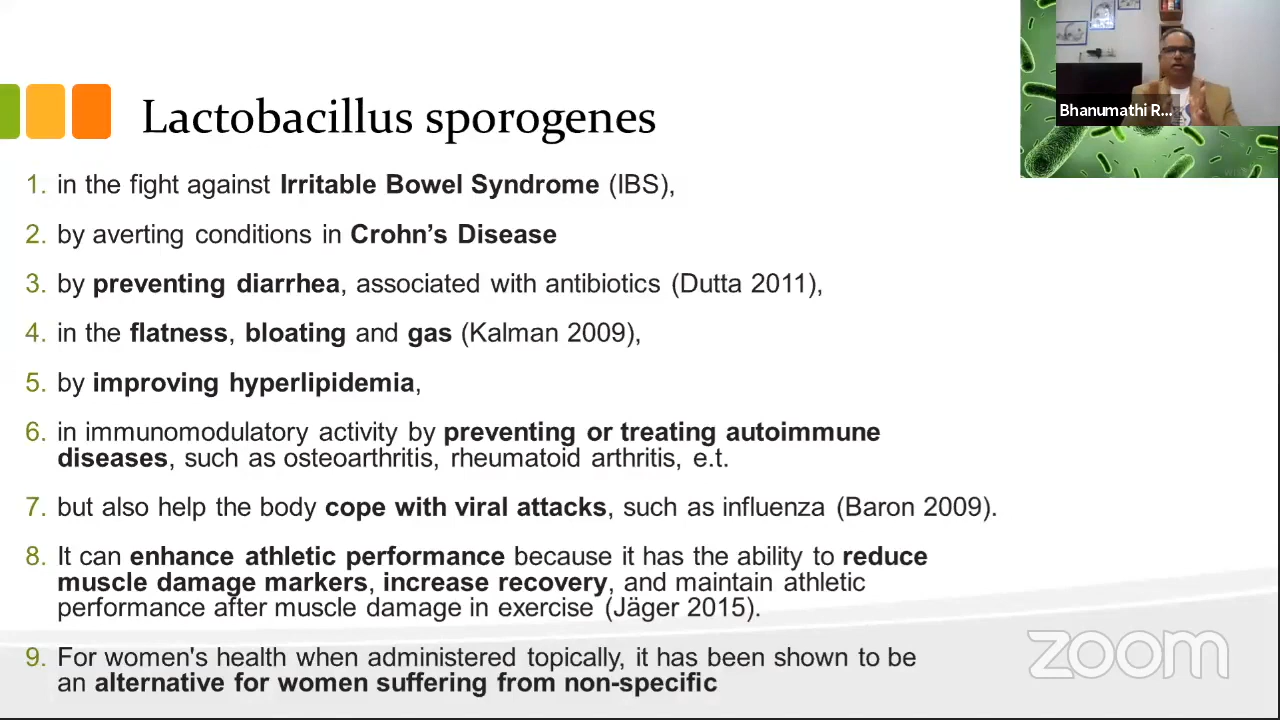 Lactobacillus sporogenes
1. in the fight against Irritable Bowel Syndrome (IBS),
2. by averting conditions in Crohn’s Disease
3. by preventing diarrhea, associated with antibiotics (Dutta 2011),
4. in the flatness, bloating and gas (Kalman 2009),
5. by improving hyperlipidemia,
6. in immunomodulatory activity by preventing or treating autoimmune
diseases, such as osteoarthritis, rheumatoid arthritis, e.t.
7. but also help the body cope with viral attacks, such as influenza (Baron 2009).
8. It can enhance athletic performance because it has the ability to reduce
muscle damage markers, increase recovery, and maintain athletic
performance after muscle damage in exercise (Jäger 2015).
9. For women's health when administered topically, it has been shown to be
an alternative for women suffering from non-specific
Bhanumathi R...
zoom